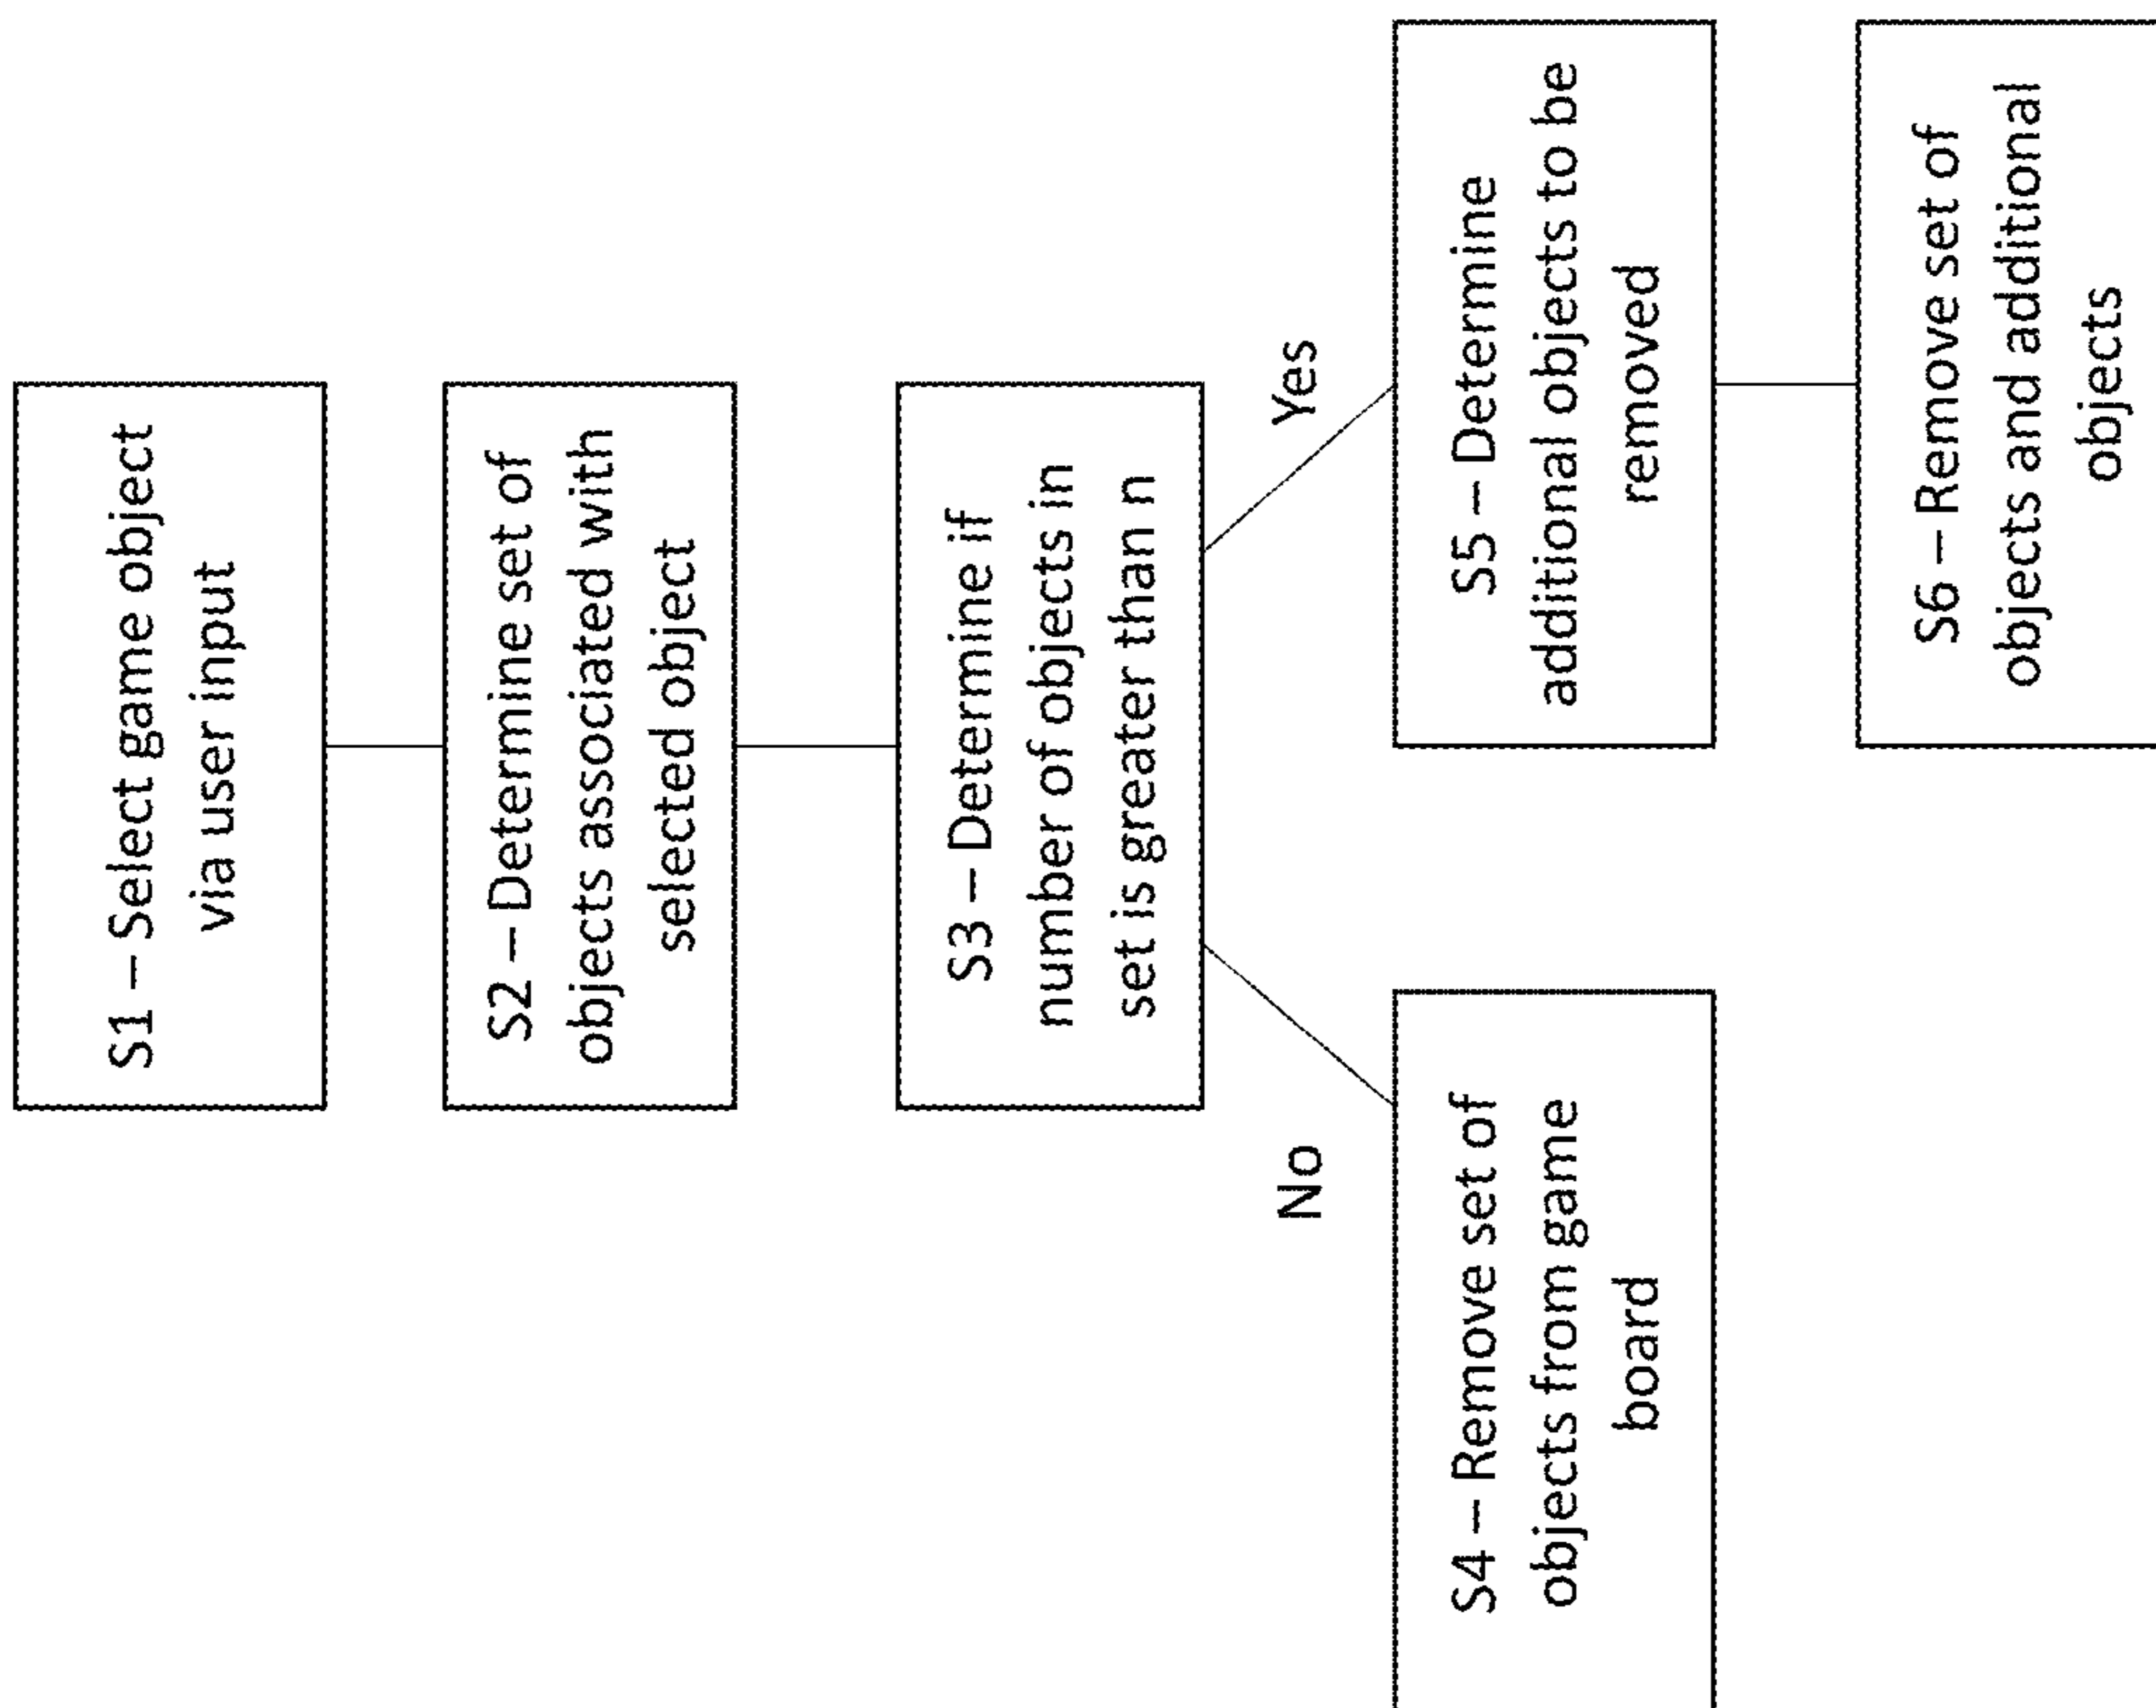 S1 – Select game object
via user input
S2 – Determine set of
objects associated with
selected object
S3 – Determine if
number of objects in
set is greater than n
No
Yes
S4 – Remove set of
objects from game
board
S5 – Determine
additional objects to be
removed
S6 – Remove set of
objects and additional
objects